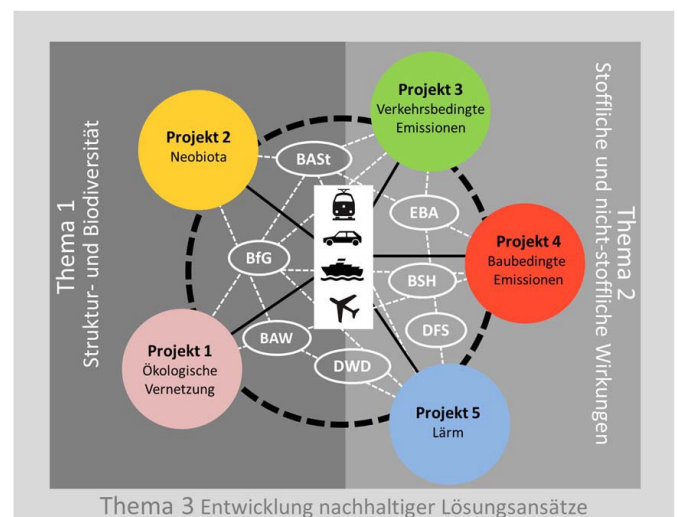 Thema 1
Struktur- und Biodiversität
Projekt 2
Neobiota
Projekt 3
Verkehrsbedingte
Emissionen
BASt
EBA
Projekt 4
Baubedingte
Emissionen
BfG
BSH
BAW
DFS
DWD
Projekt 1
Ökologische
Vernetzung
Projekt 5
Lärm
Thema 2
Stoffliche und nicht-stoffliche Wirkungen
Thema 3 Entwicklung nachhaltiger Lösungsansätze